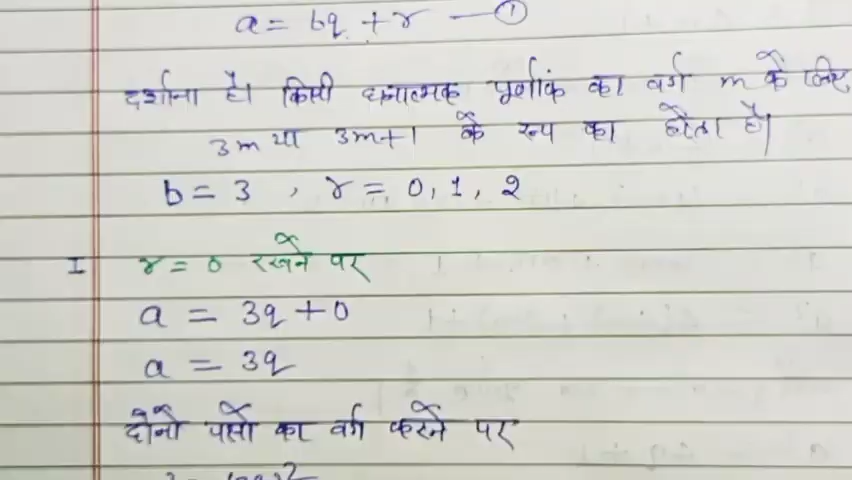 a = bq + r — ①
दर्शाना है। किसी धनात्मक पूर्णांक का वर्ग m के लिए
3m या 3m+1 के रूप का होता है।
b = 3 , r = 0, 1, 2
I r = 0 रखने पर
a = 3q + 0
a = 3q
दोनो पक्षो का वर्ग करने पर